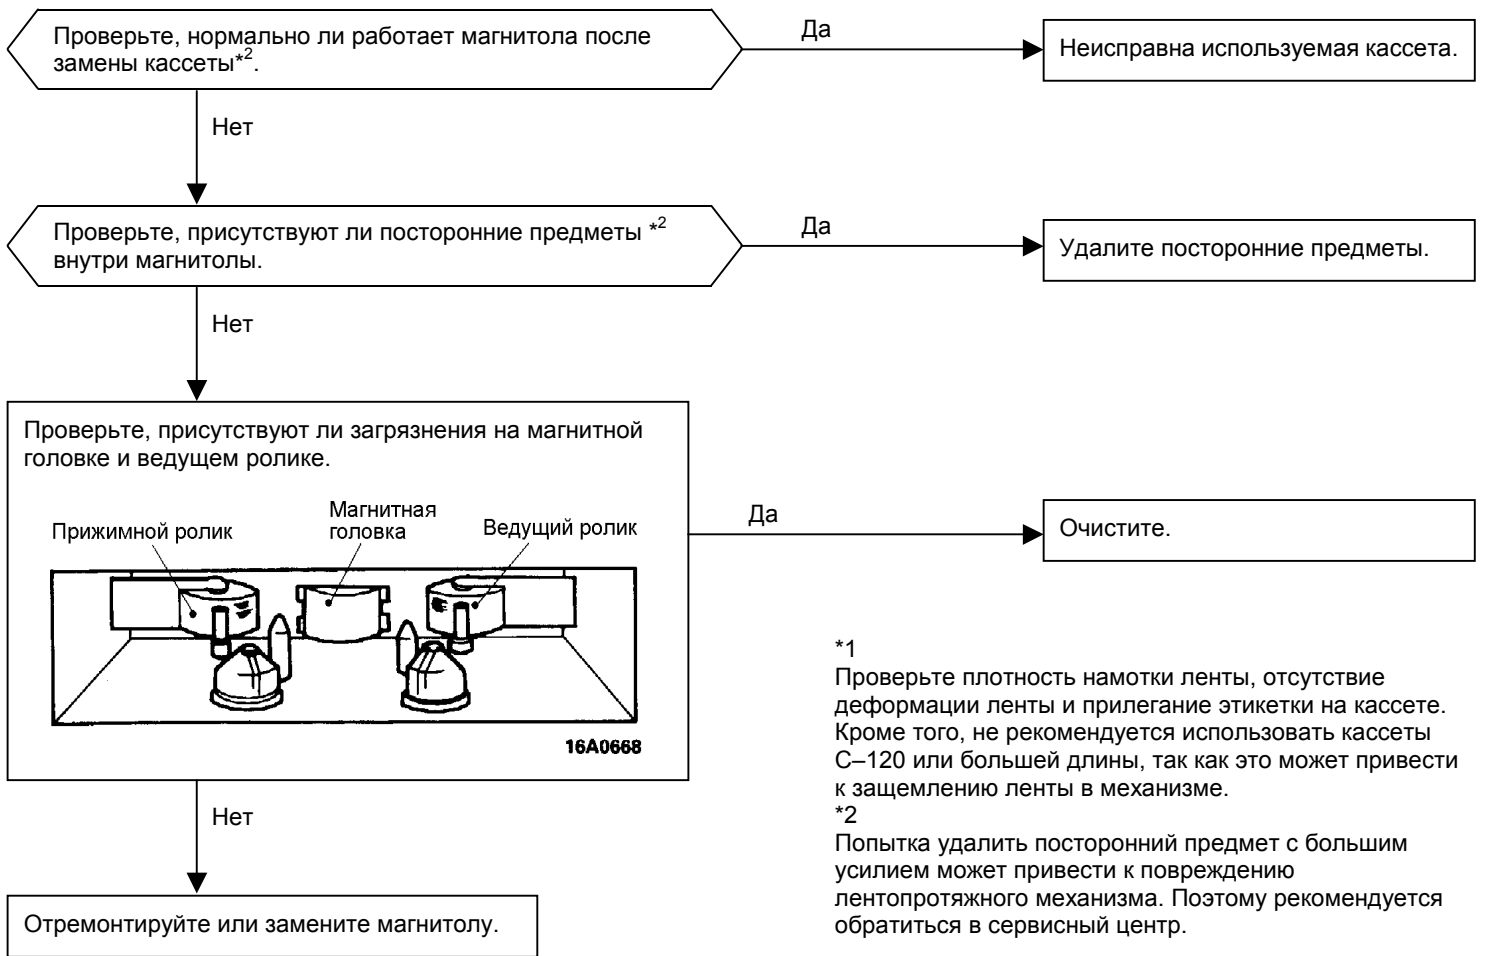 Проверьте, нормально ли работает магнитола после
замены кассеты*2.
Да
Неисправна используемая кассета.
Нет
Проверьте, присутствуют ли посторонние предметы *2
внутри магнитолы.
Да
Удалите посторонние предметы.
Нет
Проверьте, присутствуют ли загрязнения на магнитной
головке и ведущем ролике.
Прижимной ролик
Магнитная
головка
Ведущий ролик
16A0668
Да
Очистите.
Нет
Отремонтируйте или замените магнитолу.
*1
Проверьте плотность намотки ленты, отсутствие
деформации ленты и прилегание этикетки на кассете.
Кроме того, не рекомендуется использовать кассеты
С–120 или большей длины, так как это может привести
к защемлению ленты в механизме.
*2
Попытка удалить посторонний предмет с большим
усилием может привести к повреждению
лентопротяжного механизма. Поэтому рекомендуется
обратиться в сервисный центр.